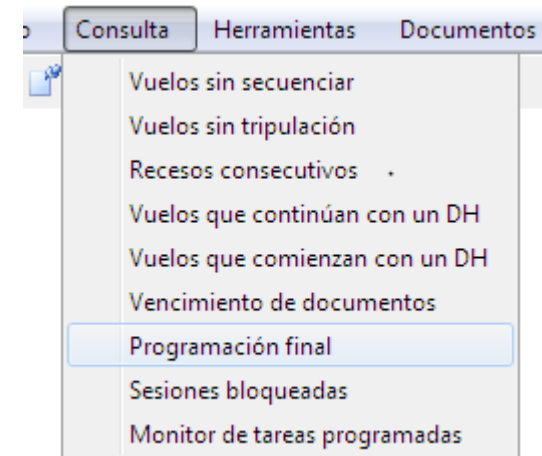 o Consulta Herramientas Documentos
Vuelos sin secuenciar
Vuelos sin tripulación
Recesos consecutivos
Vuelos que continúan con un DH
Vuelos que comienzan con un DH
Vencimiento de documentos
Programación final
Sesiones bloqueadas
Monitor de tareas programadas